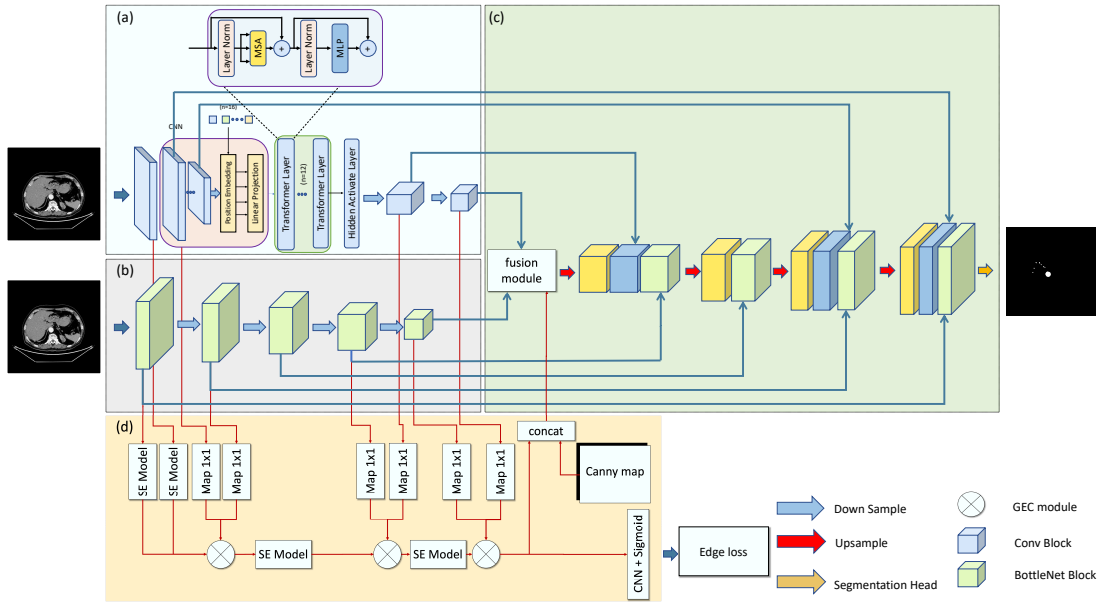 (a)
Layer Norm
MSA
+
Layer Norm
MLP
+
(n=16)
CNN
Position Embedding
Linear Projection
Transformer Layer
(n=12)
Transformer Layer
Hidden Activate Layer
(b)
(c)
fusion
module
(d)
SE Model
SE Model
Map 1x1
Map 1x1
Map 1x1
Map 1x1
Map 1x1
Map 1x1
concat
Canny map
SE Model
SE Model
CNN + Sigmoid
Edge loss
Down Sample
Upsample
Segmentation Head
GEC module
Conv Block
BottleNet Block